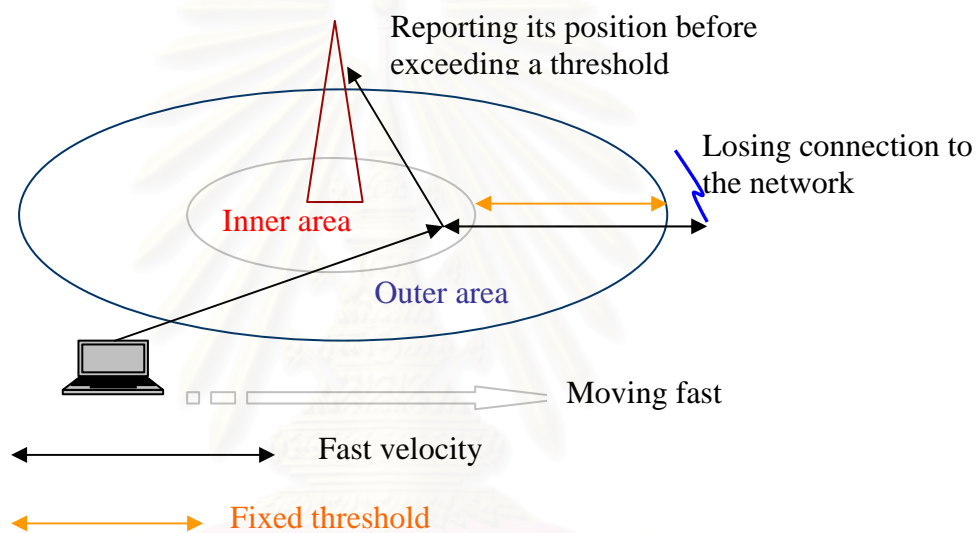 Reporting its position before
exceeding a threshold
Losing connection to
the network
Inner area
Outer area
Moving fast
Fast velocity
Fixed threshold